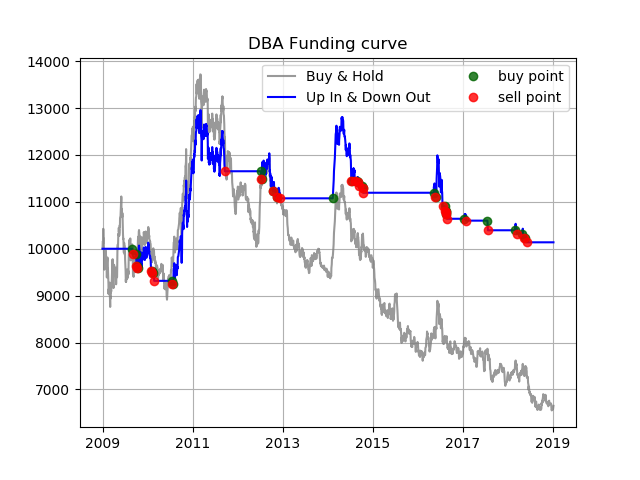 DBA Funding curve
Buy & Hold
Up In & Down Out
buy point
sell point
14000
13000
12000
11000
10000
9000
8000
7000
2009
2011
2013
2015
2017
2019